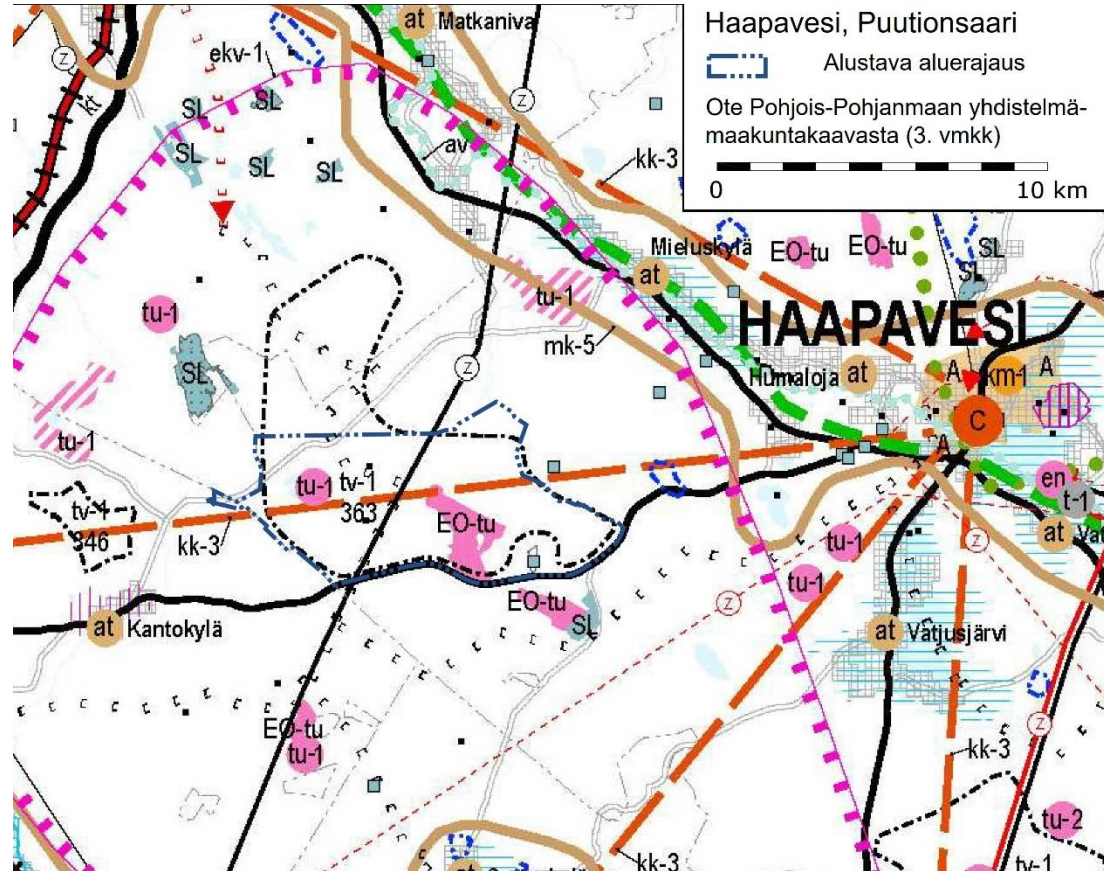 Haapavesi, Puutionsaari
Alustava aluerajaus
Ote Pohjois-Pohjanmaan yhdistelmä-
maakuntakaavasta (3. vmkk)
0
10 km
at
Matkaniva
Z
ekv-1
kt
SL
SL
SL
SL
Z
av
kk-3
Mieluskylä
at
EO-tu
EO-tu
SL
SL
HAAPAVESI
tu-1
tu-1
mk-5
Z
SL
Humaloja
at
A
km-1
A
C
A
tu-1
tu-1
tv-1
363
tv-1
346
kk-3
EO-tu
en
t-1
at
Vat
tu-1
Z
tu-1
Z
EO-tu
SL
at
Kantokylä
at
Vatjusjärvi
EO-tu
tu-1
Z
kk-3
tu-2
kk-3
at
tv-1